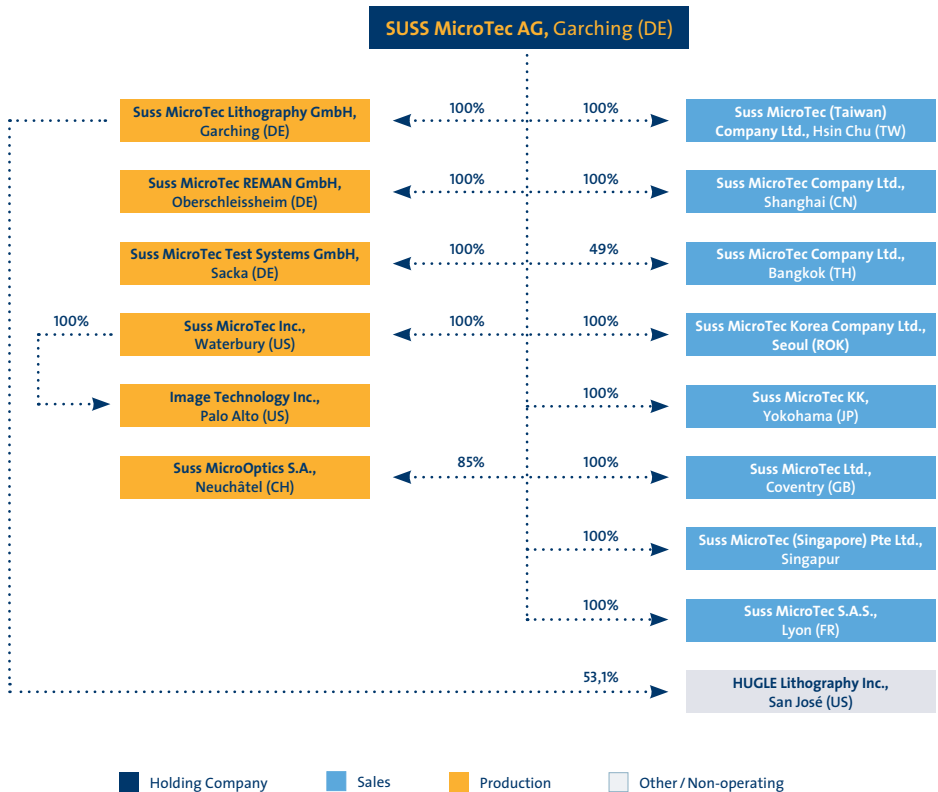 SUSS MicroTec AG, Garching (DE)
Suss MicroTec Lithography GmbH,
Garching (DE)
100%
100%
Suss MicroTec (Taiwan)
Company Ltd., Hsin Chu (TW)
Suss MicroTec REMAN GmbH,
Oberschleissheim (DE)
100%
100%
Suss MicroTec Company Ltd.,
Shanghai (CN)
Suss MicroTec Test Systems GmbH,
Sacka (DE)
100%
49%
Suss MicroTec Company Ltd.,
Bangkok (TH)
100%
Suss MicroTec Inc.,
Waterbury (US)
100%
100%
Suss MicroTec Korea Company Ltd.,
Seoul (ROK)
Image Technology Inc.,
Palo Alto (US)
100%
Suss MicroTec KK,
Yokohama (JP)
Suss MicroOptics S.A.,
Neuchâtel (CH)
85%
100%
Suss MicroTec Ltd.,
Coventry (GB)
100%
Suss MicroTec (Singapore) Pte Ltd.,
Singapur
100%
Suss MicroTec S.A.S.,
Lyon (FR)
53,1%
HUGLE Lithography Inc.,
San José (US)
Holding Company
Sales
Production
Other / Non-operating